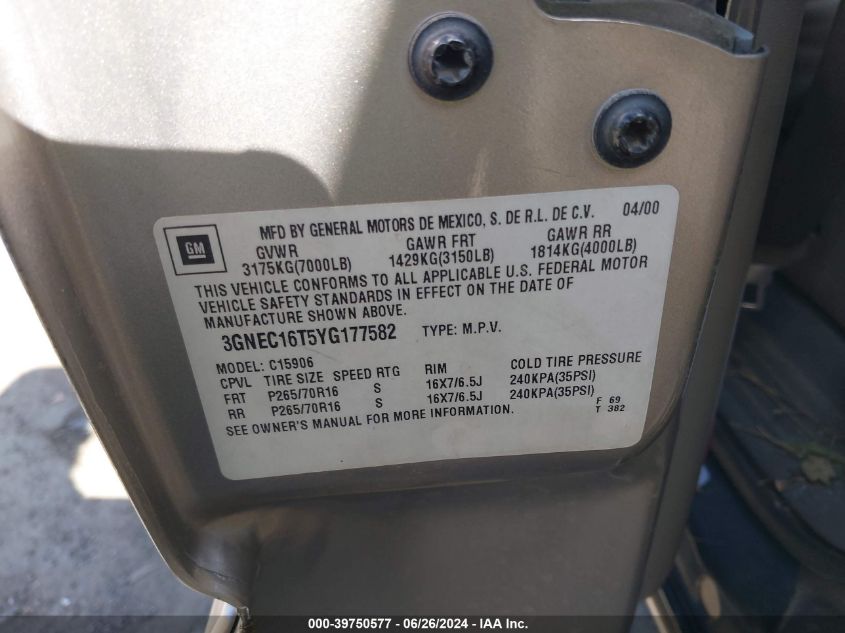 GM
MFD BY GENERAL MOTORS DE MEXICO, S. DE R.L. DE C.V. 04/00
GVWR GAWR FRT GAWR RR
3175KG(7000LB) 1429KG(3150LB) 1814KG(4000LB)
THIS VEHICLE CONFORMS TO ALL APPLICABLE U.S. FEDERAL MOTOR
VEHICLE SAFETY STANDARDS IN EFFECT ON THE DATE OF
MANUFACTURE SHOWN ABOVE.
3GNEC16T5YG177582 TYPE: M.P.V.
MODEL: C15906
CPVL TIRE SIZE SPEED RTG RIM COLD TIRE PRESSURE
FRT P265/70R16 S 16X7/6.5J 240KPA(35PSI)
RR P265/70R16 S 16X7/6.5J 240KPA(35PSI)
SEE OWNER'S MANUAL FOR MORE INFORMATION.
F 69
T 382
000-39750577 - 06/26/2024 - IAA Inc.